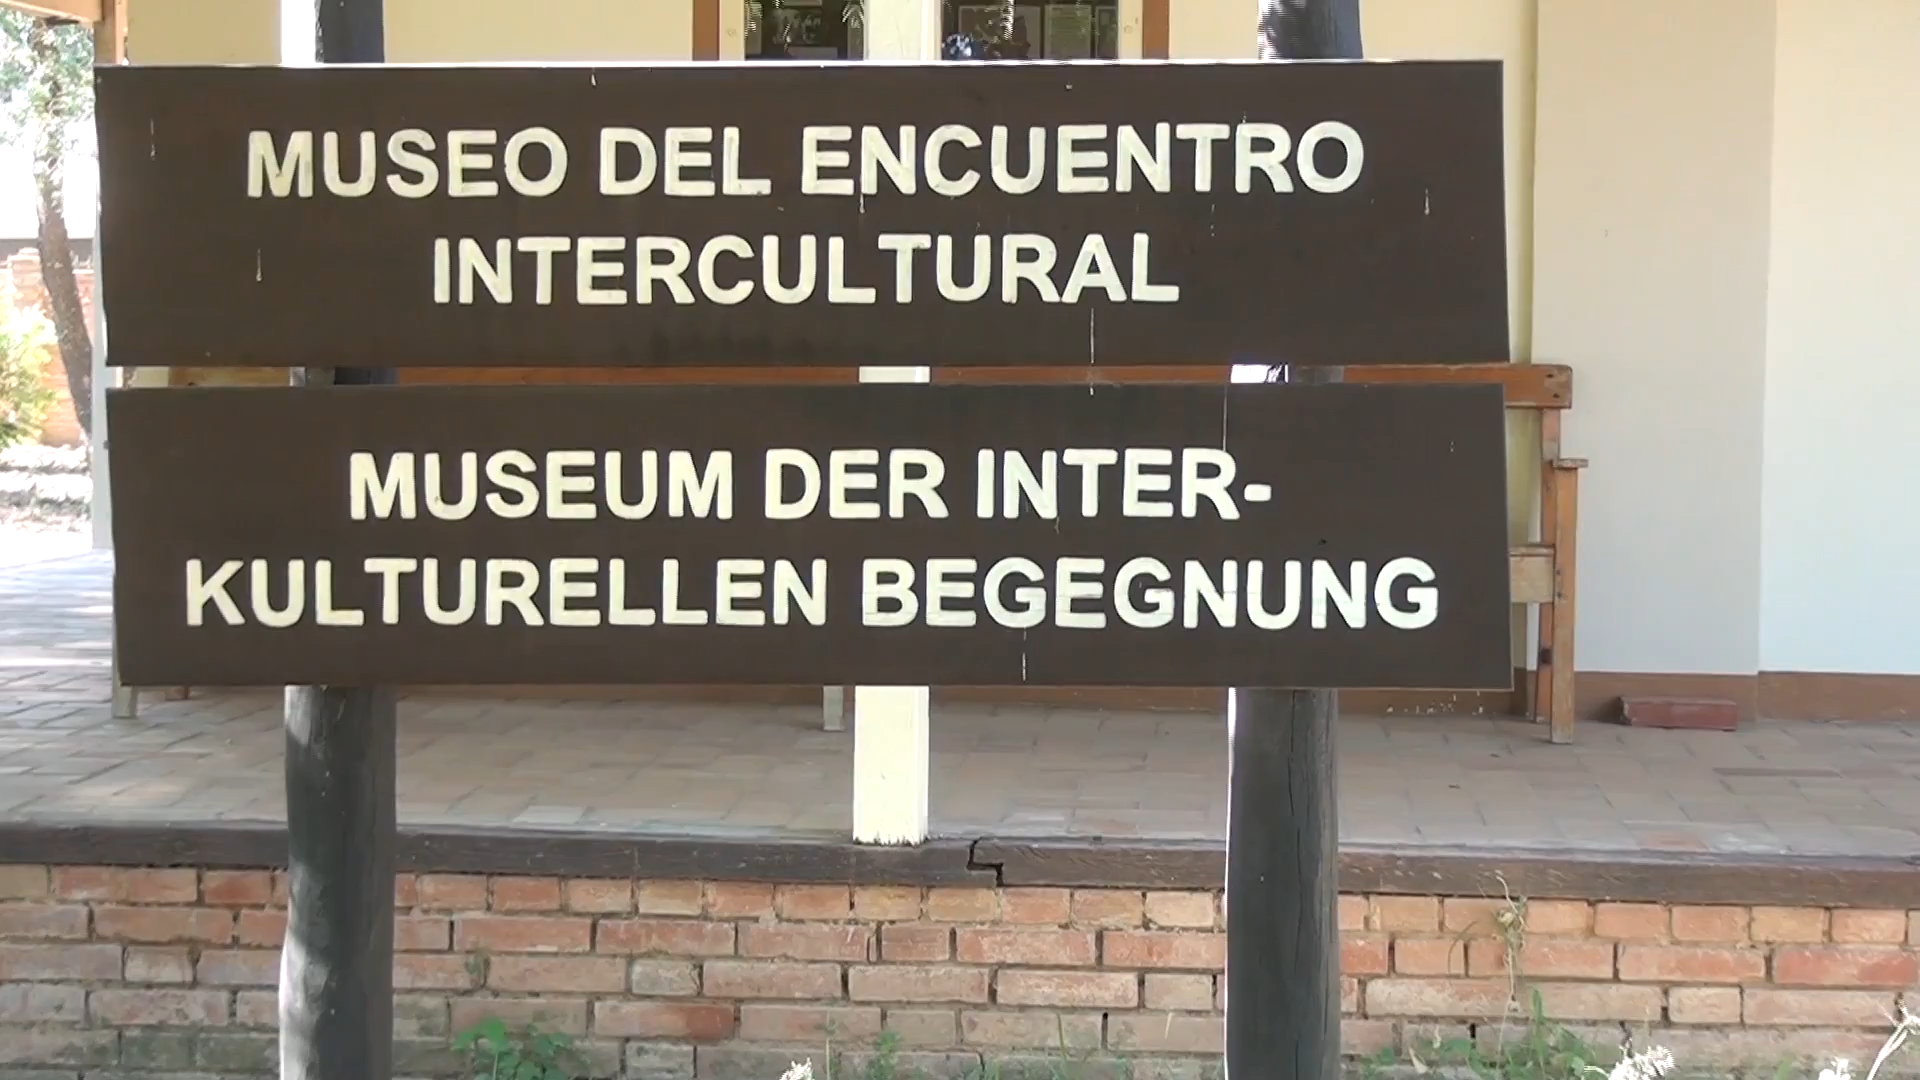 MUSEO DEL ENCUENTRO
INTERCULTURAL
MUSEUM DER INTER-
KULTURELLEN BEGEGNUNG